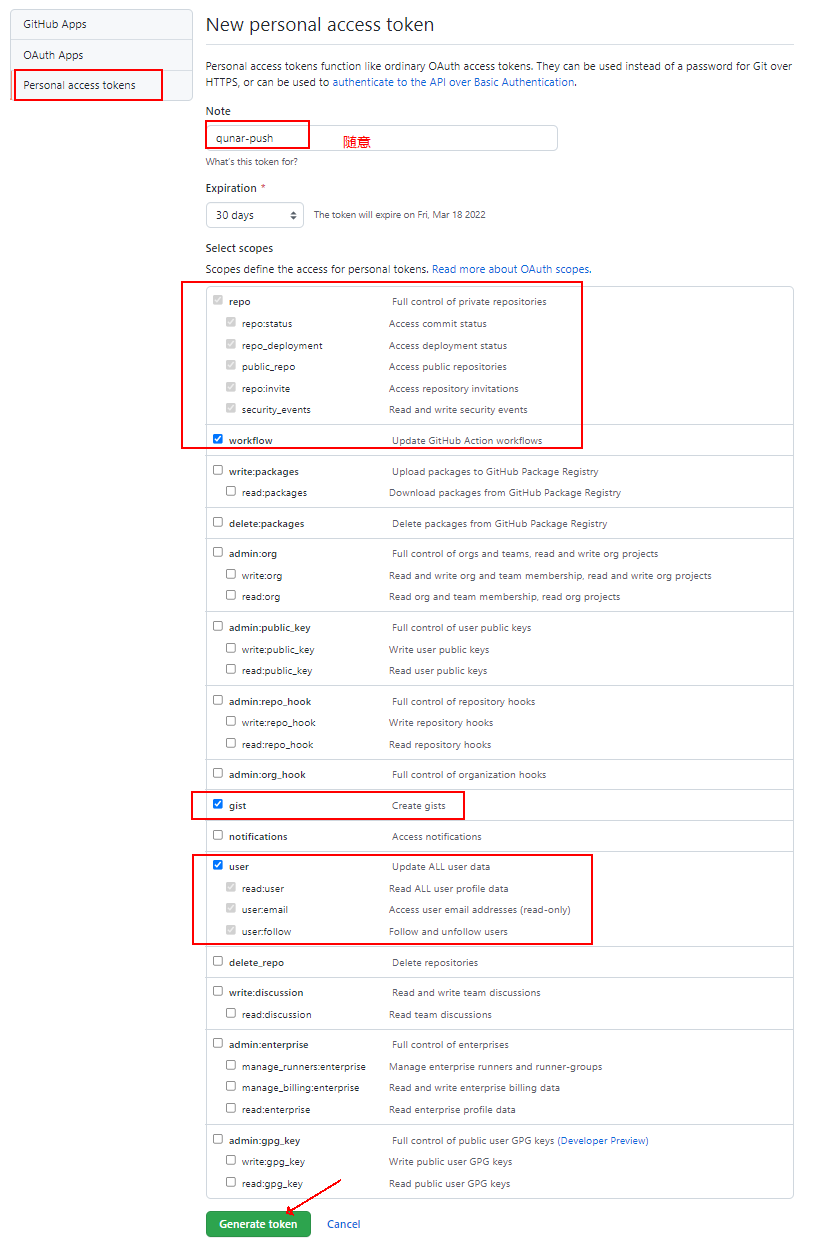 GitHub Apps
OAuth Apps
Personal access tokens
New personal access token
Personal access tokens function like ordinary OAuth access tokens. They can be used instead of a password for Git over
HTTPS, or can be used to authenticate to the API over Basic Authentication.
Note
qunar-push 随意
What's this token for?
Expiration *
30 days The token will expire on Fri, Mar 18 2022
Select scopes
Scopes define the access for personal tokens. Read more about OAuth scopes.
repo Full control of private repositories
repo:status Access commit status
repo_deployment Access deployment status
public_repo Access public repositories
repo:invite Access repository invitations
security_events Read and write security events
workflow Update GitHub Action workflows
write:packages Upload packages to GitHub Package Registry
read:packages Download packages from GitHub Package Registry
delete:packages Delete packages from GitHub Package Registry
admin:org Full control of orgs and teams, read and write org projects
write:org Read and write org and team membership, read and write org projects
read:org Read org and team membership, read org projects
admin:public_key Full control of user public keys
write:public_key Write user public keys
read:public_key Read user public keys
admin:repo_hook Full control of repository hooks
write:repo_hook Write repository hooks
read:repo_hook Read repository hooks
admin:org_hook Full control of organization hooks
gist Create gists
notifications Access notifications
user Update ALL user data
read:user Read ALL user profile data
user:email Access user email addresses (read-only)
user:follow Follow and unfollow users
delete_repo Delete repositories
write:discussion Read and write team discussions
read:discussion Read team discussions
admin:enterprise Full control of enterprises
manage_runners:enterprise Manage enterprise runners and runner-groups
manage_billing:enterprise Read and write enterprise billing data
read:enterprise Read enterprise profile data
admin:gpg_key Full control of public user GPG keys (Developer Preview)
write:gpg_key Write public user GPG keys
read:gpg_key Read public user GPG keys
Generate token Cancel